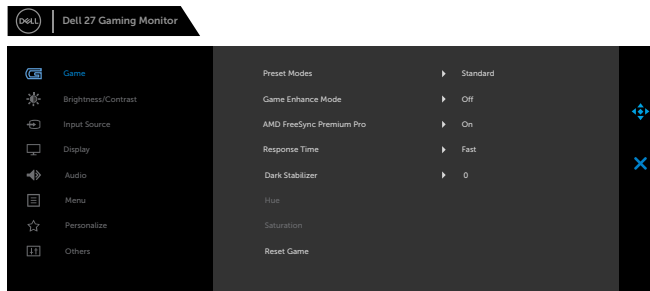 DELL
Dell 27 Gaming Monitor
Game
Brightness/Contrast
Input Source
Display
Audio
Menu
Personalize
Others
Preset Modes Standard
Game Enhance Mode Off
AMD FreeSync Premium Pro On
Response Time Fast
Dark Stabilizer 0
Hue
Saturation
Reset Game